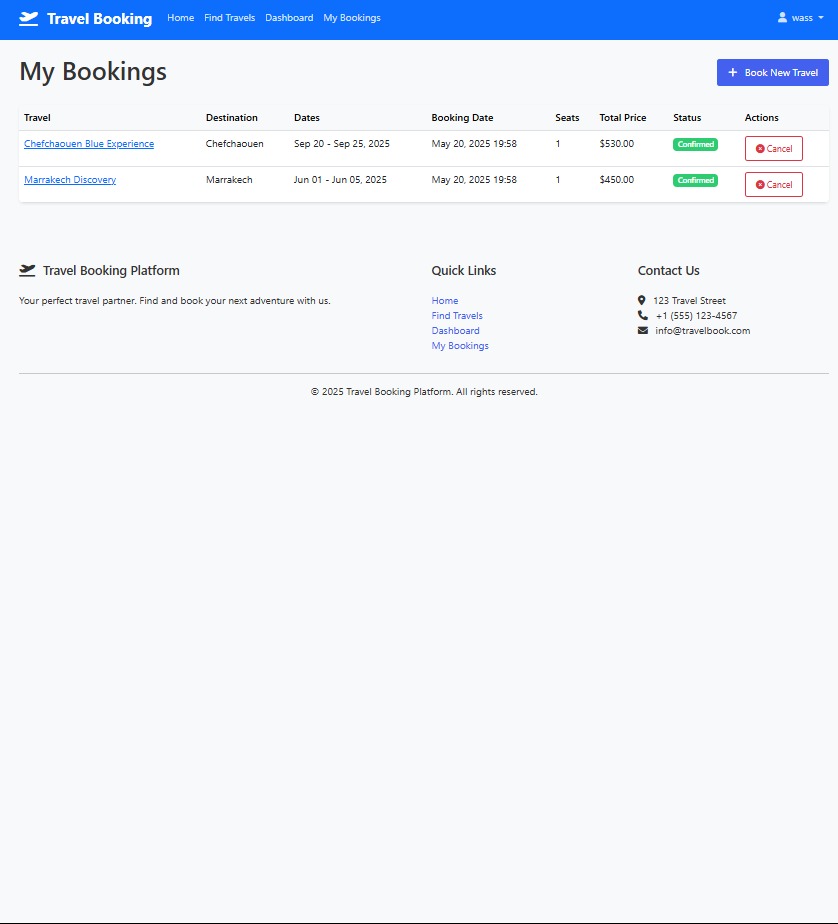 Travel Booking Home Find Travels Dashboard My Bookings wass
My Bookings
Book New Travel
Travel Destination Dates Booking Date Seats Total Price Status Actions
Chefchaouen Blue Experience Chefchaouen Sep 20 - Sep 25, 2025 May 20, 2025 19:58 1 $530.00 Confirmed Cancel
Marrakech Discovery Marrakech Jun 01 - Jun 05, 2025 May 20, 2025 19:58 1 $450.00 Confirmed Cancel
Travel Booking Platform
Your perfect travel partner. Find and book your next adventure with us.
Quick Links
Home
Find Travels
Dashboard
My Bookings
Contact Us
123 Travel Street
+1 (555) 123-4567
info@travelbook.com
© 2025 Travel Booking Platform. All rights reserved.